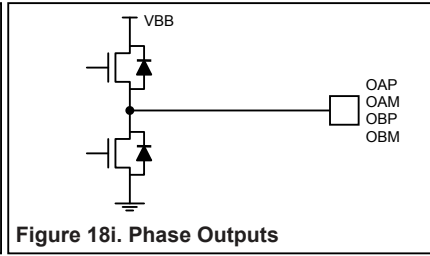 VBB
OAP
OAM
OBP
OBM
Figure 18i. Phase Outputs